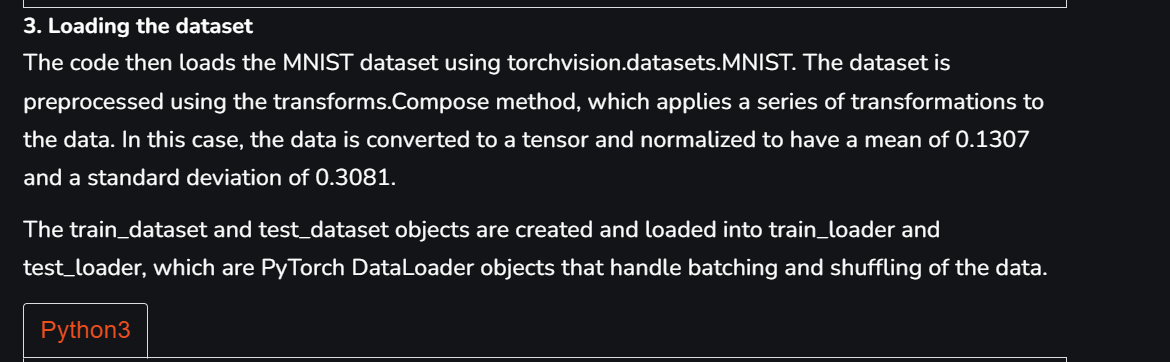 3. Loading the dataset
The code then loads the MNIST dataset using torchvision.datasets.MNIST. The dataset is
preprocessed using the transforms.Compose method, which applies a series of transformations to
the data. In this case, the data is converted to a tensor and normalized to have a mean of 0.1307
and a standard deviation of 0.3081.
The train_dataset and test_dataset objects are created and loaded into train_loader and
test_loader, which are PyTorch DataLoader objects that handle batching and shuffling of the data.
Python3